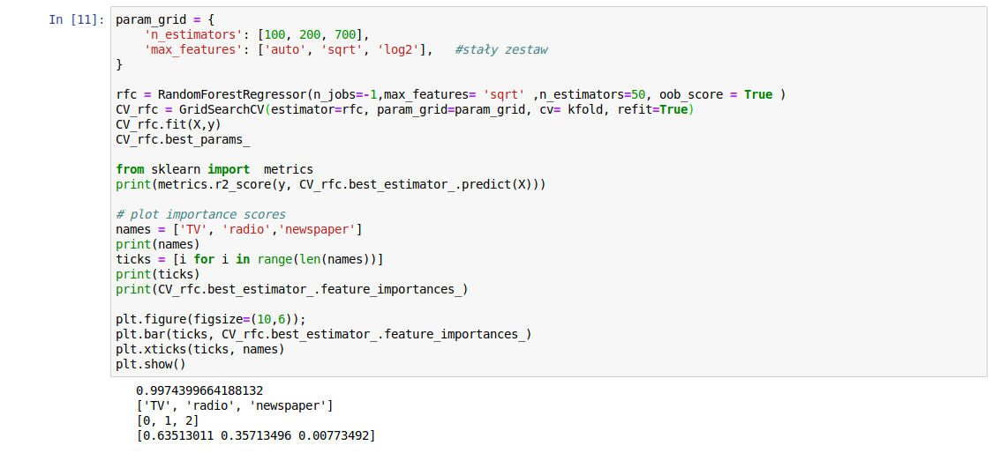 In [11]: param_grid = {
    'n_estimators': [100, 200, 700],
    'max_features': ['auto', 'sqrt', 'log2'],   #stały zestaw
}
rfc = RandomForestRegressor(n_jobs=-1,max_features= 'sqrt' ,n_estimators=50, oob_score = True )
CV_rfc = GridSearchCV(estimator=rfc, param_grid=param_grid, cv= kfold, refit=True)
CV_rfc.fit(X,y)
CV_rfc.best_params_
from sklearn import  metrics
print(metrics.r2_score(y, CV_rfc.best_estimator_.predict(X)))
# plot importance scores
names = ['TV', 'radio','newspaper']
print(names)
ticks = [i for i in range(len(names))]
print(ticks)
print(CV_rfc.best_estimator_.feature_importances_)
plt.figure(figsize=(10,6));
plt.bar(ticks, CV_rfc.best_estimator_.feature_importances_)
plt.xticks(ticks, names)
plt.show()
0.9974399664188132
['TV', 'radio', 'newspaper']
[0, 1, 2]
[0.63513011 0.35713496 0.00773492]